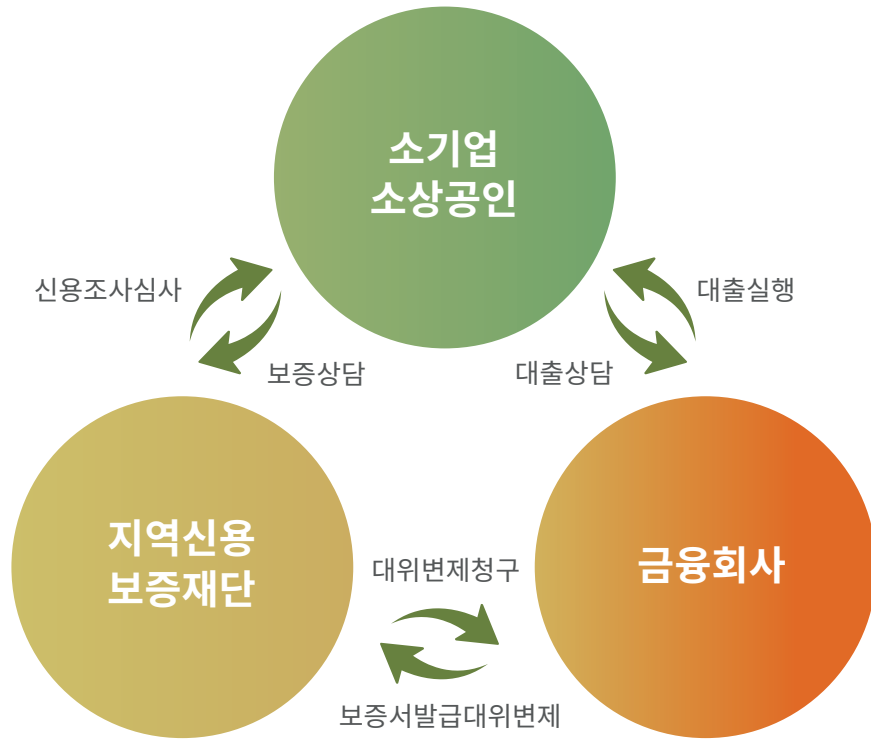 소기업
소상공인
신용조사심사
대출실행
보증상담
대출상담
지역신용
보증재단
대위변제청구
금융회사
보증서발급대위변제